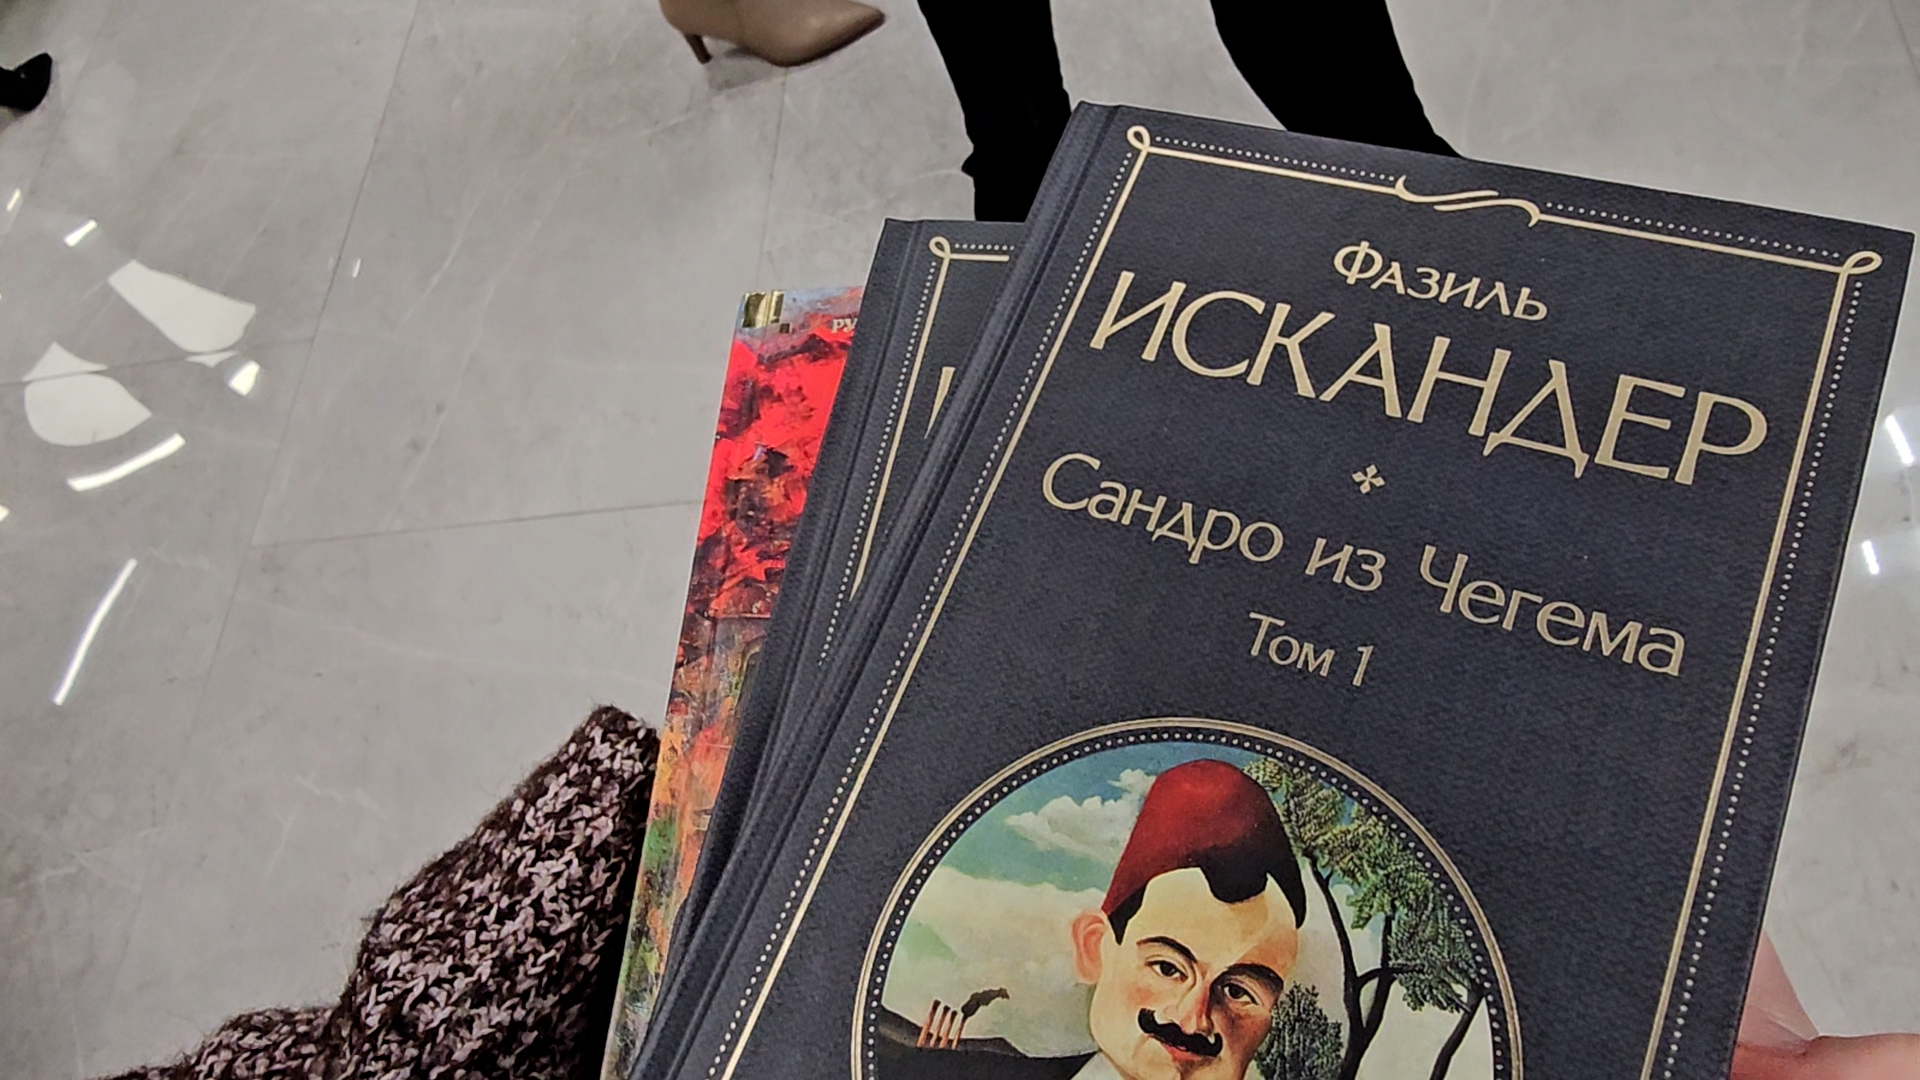 Фазиль
ИСКАНДЕР
Сандро из Чегема
Том 1